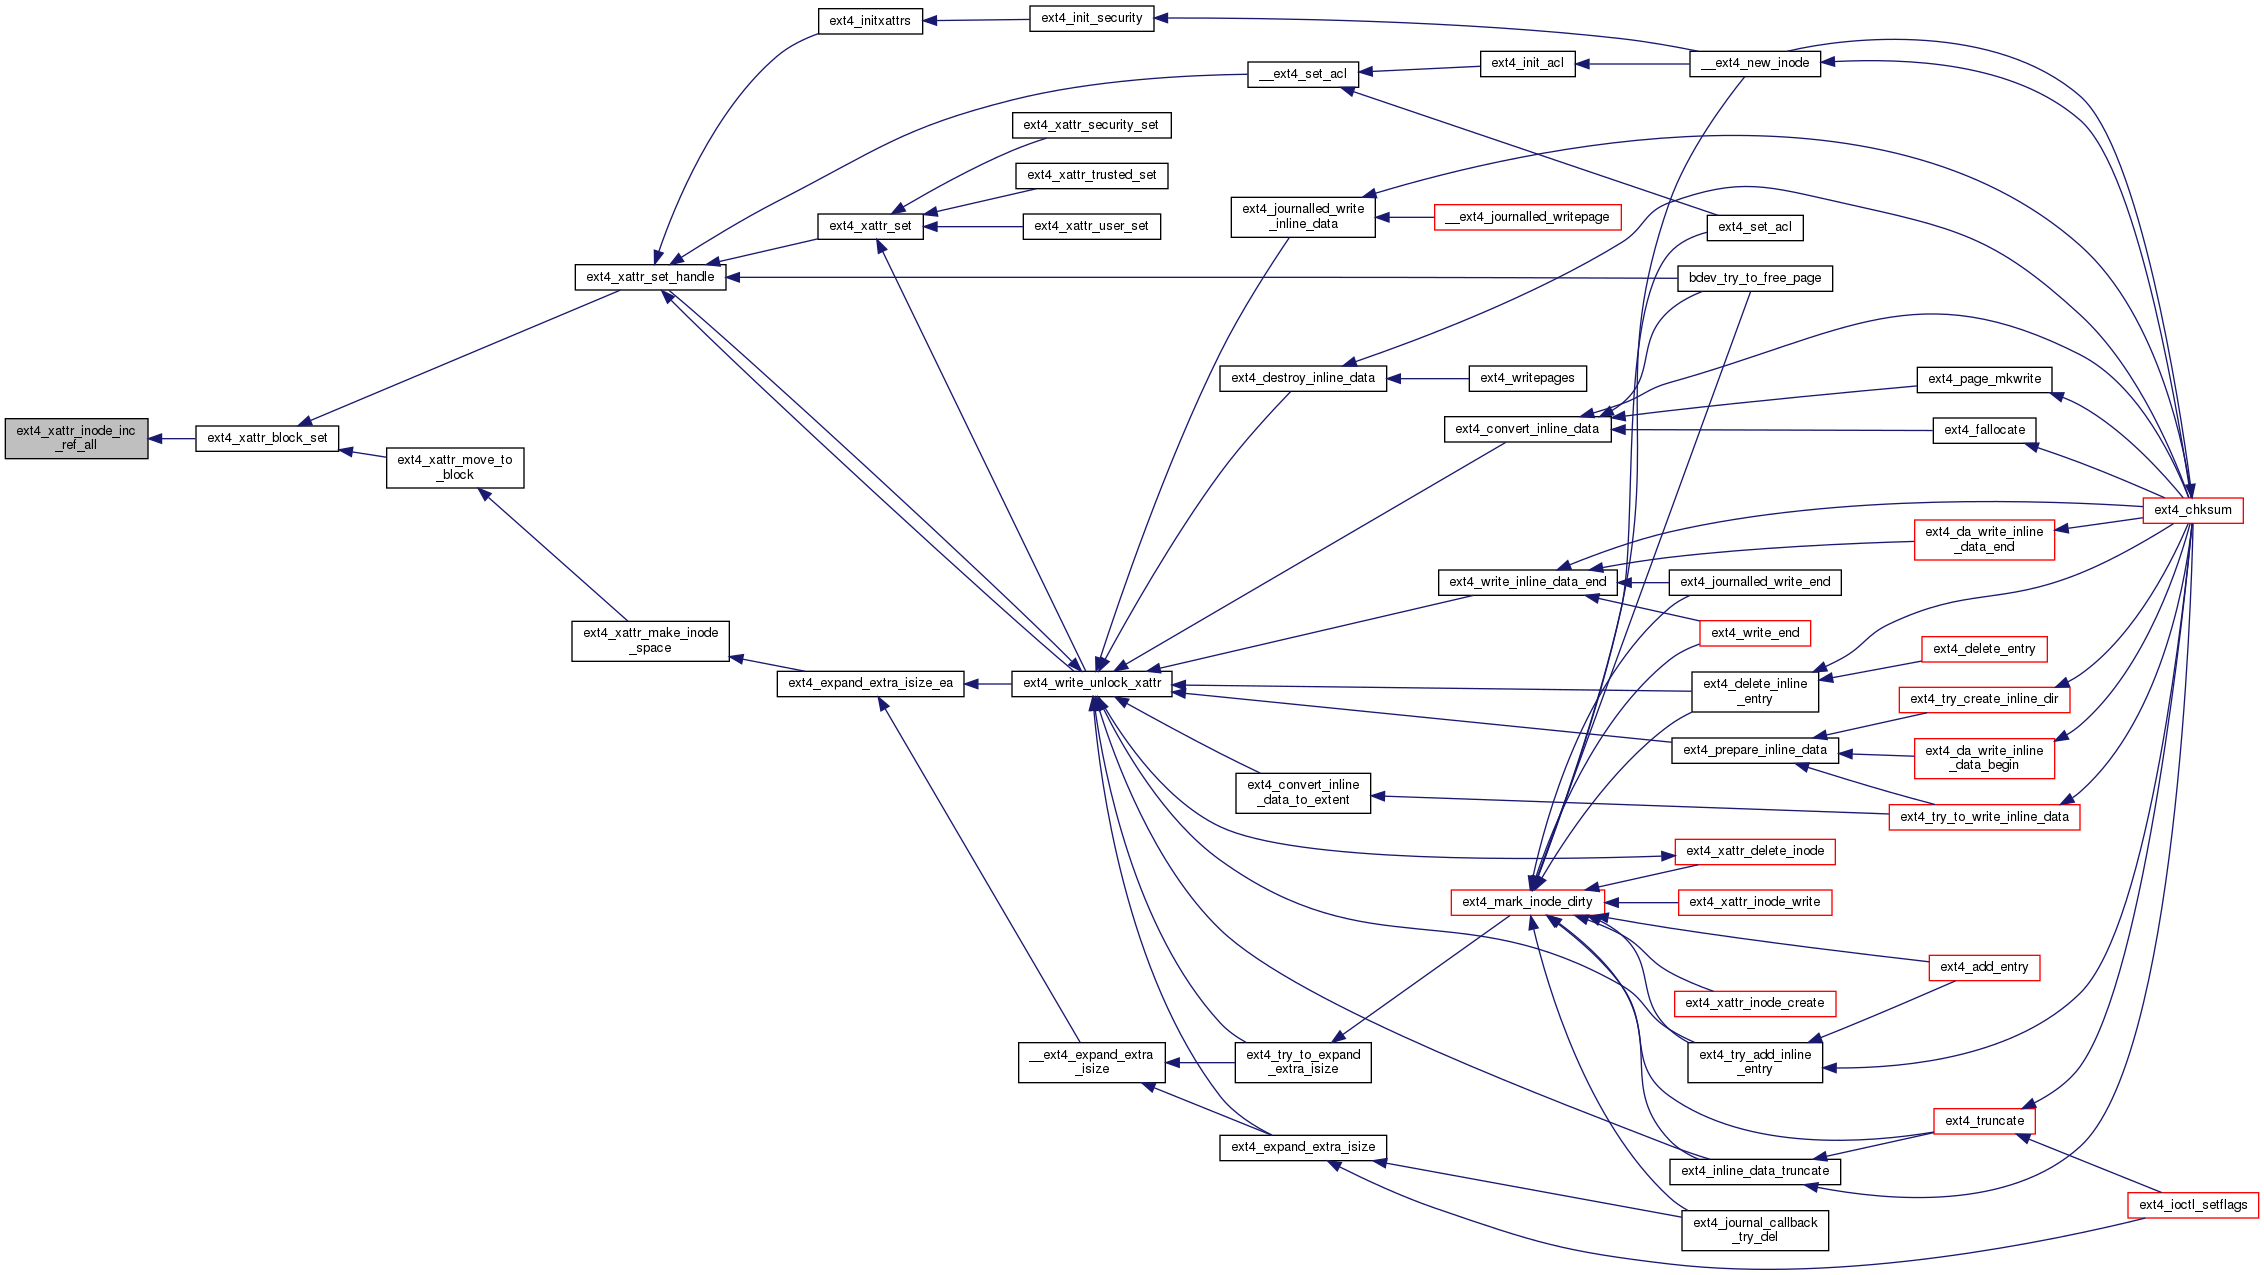 ext4_initxattrs
ext4_init_security
__ext4_set_acl
ext4_init_acl
__ext4_new_inode
ext4_xattr_security_set
ext4_xattr_trusted_set
ext4_xattr_set
ext4_xattr_user_set
ext4_journalled_write
_inline_data
__ext4_journalled_writepage
ext4_set_acl
ext4_xattr_set_handle
bdev_try_to_free_page
ext4_destroy_inline_data
ext4_writepages
ext4_page_mkwrite
ext4_convert_inline_data
ext4_fallocate
ext4_xattr_inode_inc
_ref_all
ext4_xattr_block_set
ext4_xattr_move_to
_block
ext4_chksum
ext4_da_write_inline
_data_end
ext4_write_inline_data_end
ext4_journalled_write_end
ext4_write_end
ext4_xattr_make_inode
_space
ext4_delete_entry
ext4_expand_extra_isize_ea
ext4_write_unlock_xattr
ext4_delete_inline
_entry
ext4_try_create_inline_dir
ext4_prepare_inline_data
ext4_da_write_inline
_data_begin
ext4_convert_inline
_data_to_extent
ext4_try_to_write_inline_data
ext4_xattr_delete_inode
ext4_mark_inode_dirty
ext4_xattr_inode_write
ext4_add_entry
ext4_xattr_inode_create
__ext4_expand_extra
_isize
ext4_try_to_expand
_extra_isize
ext4_try_add_inline
_entry
ext4_truncate
ext4_expand_extra_isize
ext4_inline_data_truncate
ext4_ioctl_setflags
ext4_journal_callback
_try_del